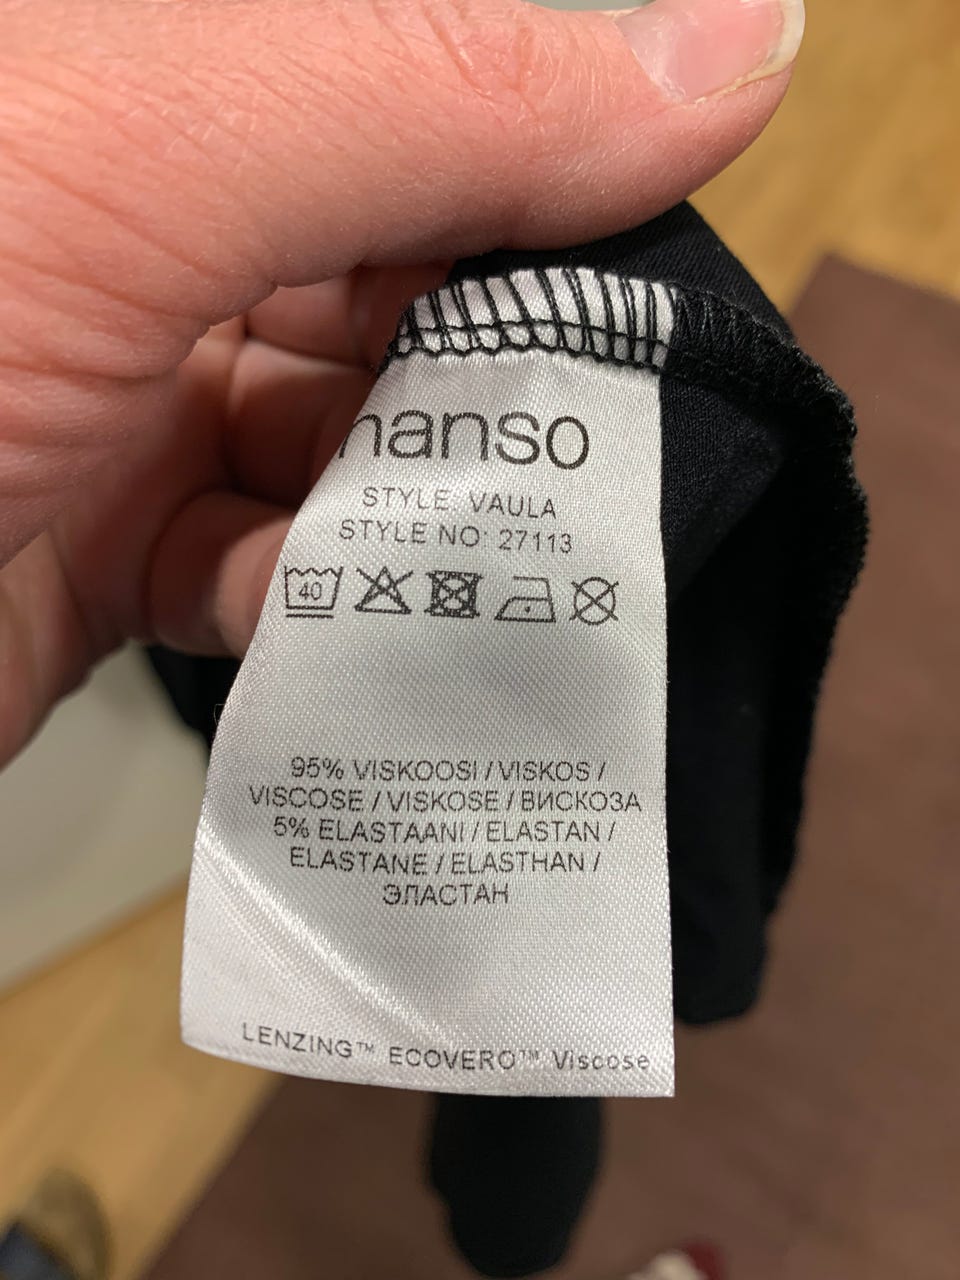 nanso
STYLE: VAULA
STYLE NO: 27113
40
95% VISKOOSI / VISKOS /
VISCOSE / VISKOSE / ВИСКОЗА
5% ELASTAANI / ELASTAN /
ELASTANE / ELASTHAN /
ЭЛАСТАН
LENZING™ ECOVERO™ Viscose